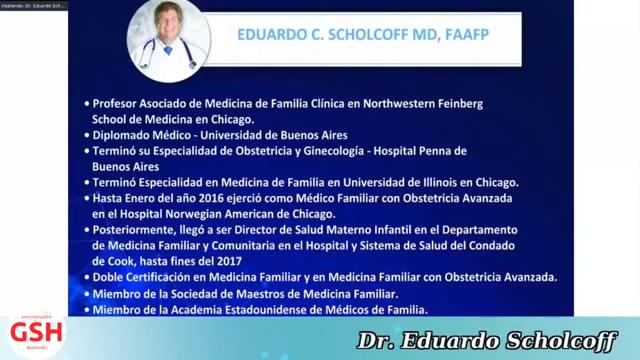 Hablando: Dr. Eduardo Sch...
EDUARDO C. SCHOLCOFF MD, FAAFP
• Profesor Asociado de Medicina de Familia Clínica en Northwestern Feinberg
School de Medicina en Chicago.
• Diplomado Médico - Universidad de Buenos Aires
• Terminó su Especialidad de Obstetricia y Ginecología - Hospital Penna de
Buenos Aires
• Terminó Especialidad en Medicina de Familia en Universidad de Illinois en Chicago.
• Hasta Enero del año 2016 ejerció como Médico Familiar con Obstetricia Avanzada
en el Hospital Norwegian American de Chicago.
• Posteriormente, llegó a ser Director de Salud Materno Infantil en el Departamento
de Medicina Familiar y Comunitaria en el Hospital y Sistema de Salud del Condado
de Cook, hasta fines del 2017
• Doble Certificación en Medicina Familiar y en Medicina Familiar con Obstetricia Avanzada.
• Miembro de la Sociedad de Maestros de Medicina Familiar.
• Miembro de la Academia Estadounidense de Médicos de Familia.
GSH
Dr. Eduardo Scholcoff